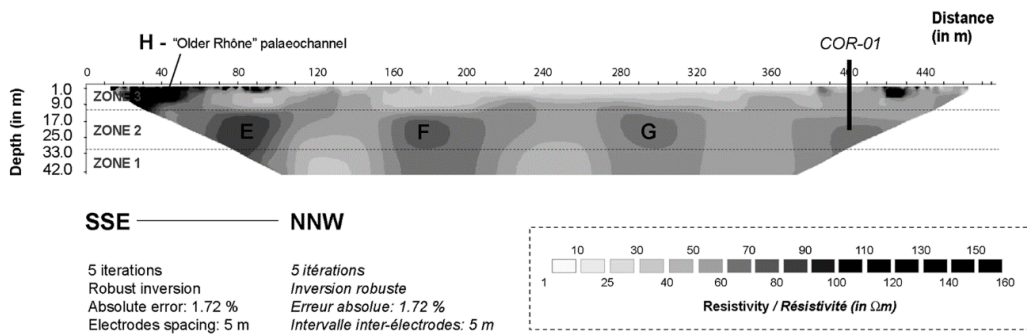 H - "Older Rhône" palaeochannel
COR-01
Distance
(in m)
0 40 80 120 160 200 240 280 320 360 400 440
Depth (in m)
1.0
9.0
17.0
25.0
33.0
42.0
ZONE 3
ZONE 2
ZONE 1
E F G
SSE NNW
5 iterations
Robust inversion
Absolute error: 1.72 %
Electrodes spacing: 5 m
5 itérations
Inversion robuste
Erreur absolue: 1.72 %
Intervalle inter-électrodes: 5 m
10 30 50 70 90 110 130 150
1 25 40 60 80 100 140 160
Resistivity / Résistivité (in Ωm)